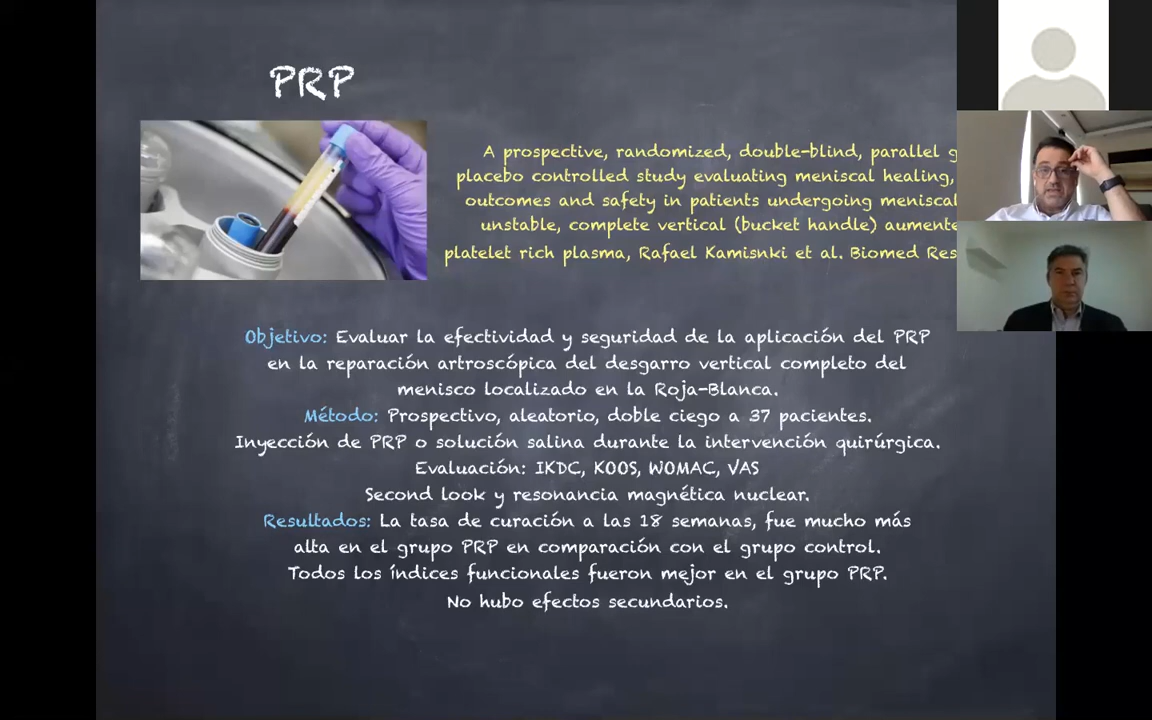 PRP
A prospective, randomized, double-blind, parallel
placebo controlled study evaluating meniscal healing,
outcomes and safety in patients undergoing meniscal
unstable, complete vertical (bucket handle)
platelet rich plasma, Rafael Kamisnki et al. Biomed
Objetivo: Evaluar la efectividad y seguridad de la aplicación del PRP
en la reparación artroscópica del desgarro vertical completo del
menisco localizado en la Roja-Blanca.
Método: Prospectivo, aleatorio, doble ciego a 37 pacientes.
Inyección de PRP o solución salina durante la intervención quirúrgica.
Evaluación: IKDC, KOOS, WOMAC, VAS
Second look y resonancia magnética nuclear.
Resultados: La tasa de curación a las 18 semanas, fue mucho más
alta en el grupo PRP en comparación con el grupo control.
Todos los índices funcionales fueron mejor en el grupo PRP.
No hubo efectos secundarios.